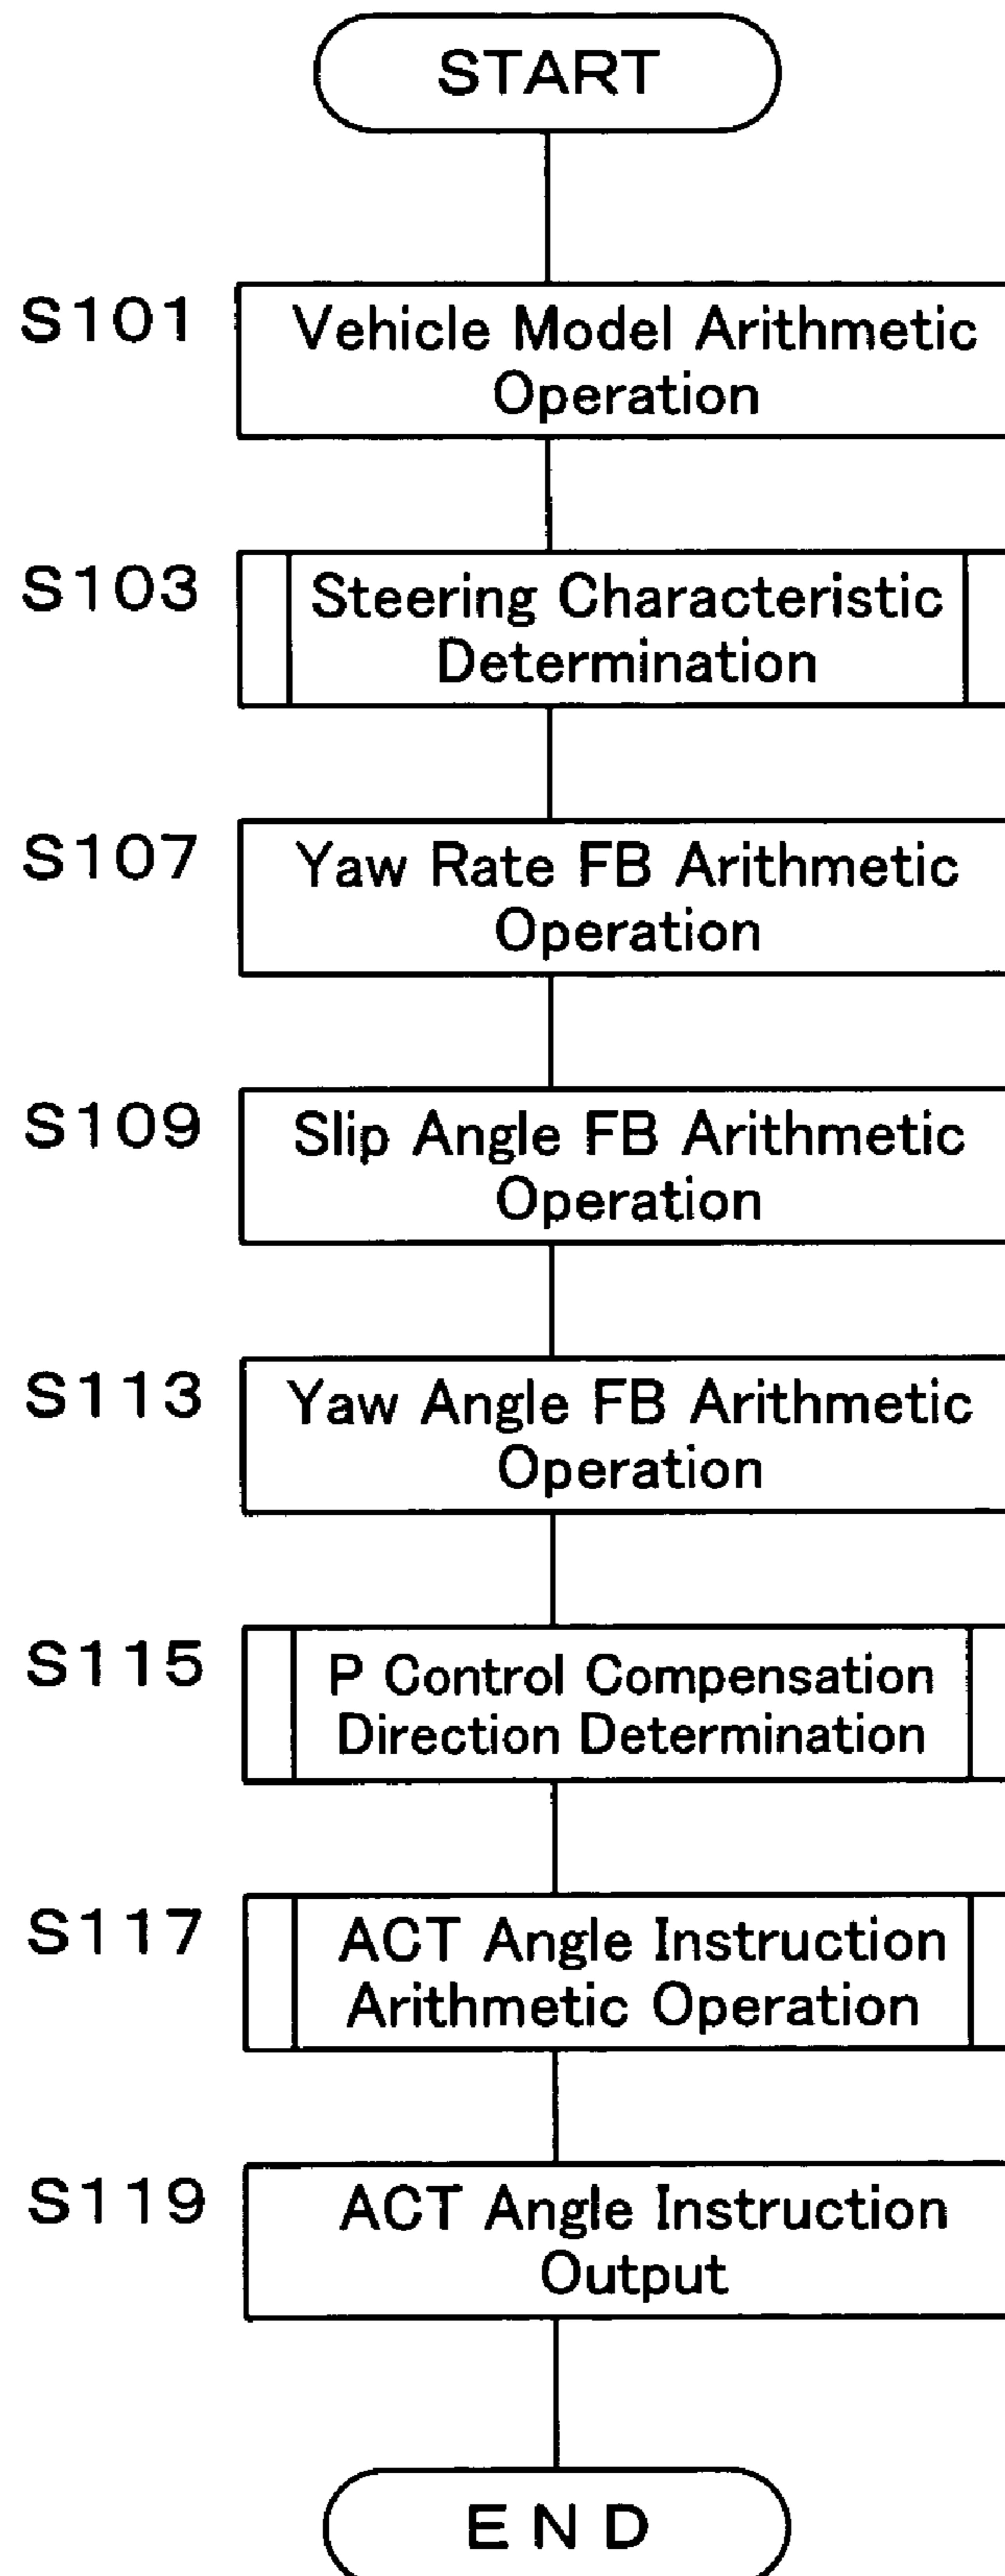 START
S101
Vehicle Model Arithmetic
Operation
S103
Steering Characteristic
Determination
S107
Yaw Rate FB Arithmetic
Operation
S109
Slip Angle FB Arithmetic
Operation
S113
Yaw Angle FB Arithmetic
Operation
S115
P Control Compensation
Direction Determination
S117
ACT Angle Instruction
Arithmetic Operation
S119
ACT Angle Instruction
Output
END